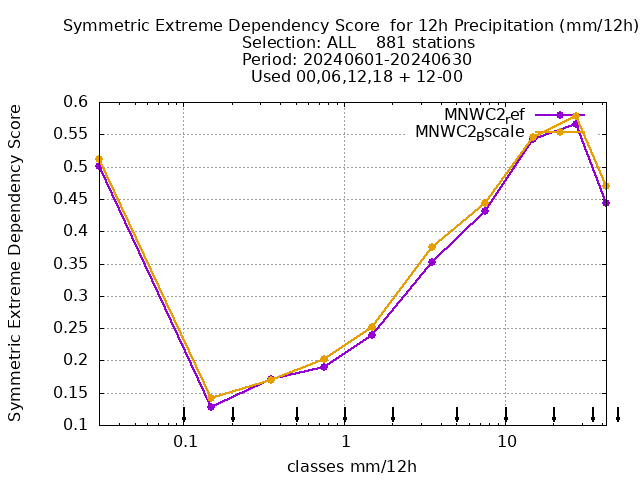 Symmetric Extreme Dependency Score  for 12h Precipitation (mm/12h)
Selection: ALL    881 stations
Period: 20240601-20240630
Used 00,06,12,18 + 12-00
MNWC2ref
MNWC2Bscale
Symmetric Extreme Dependency Score
0.6
0.55
0.5
0.45
0.4
0.35
0.3
0.25
0.2
0.15
0.1
0.1 1 10
classes mm/12h